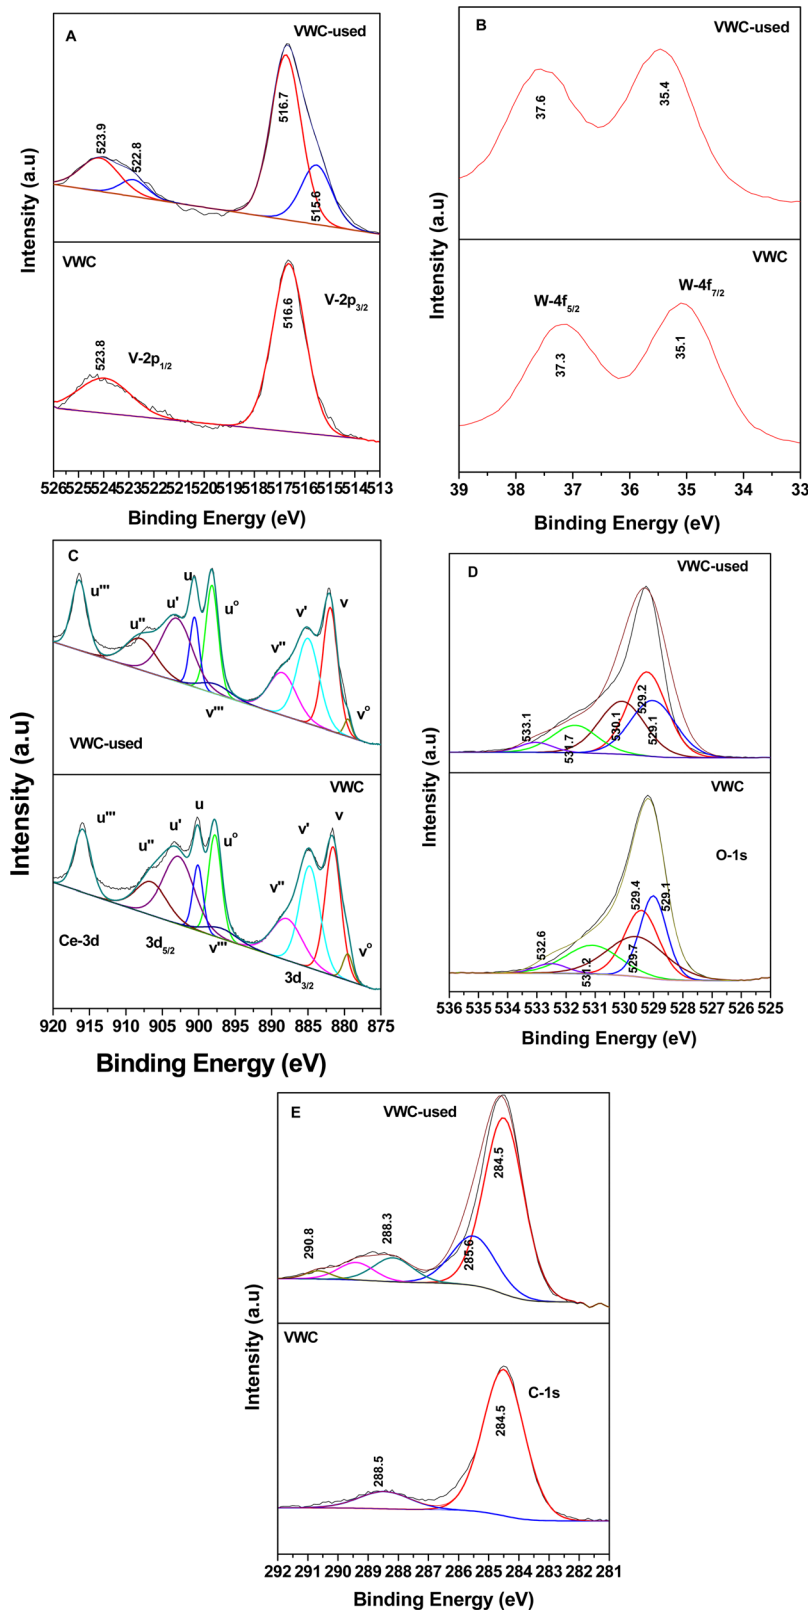 A
VWC-used
523.9
522.8
516.7
515.6
VWC
V-2p1/2
V-2p3/2
523.8
516.6
Intensity (a.u)
526525524523522521520519518517516515514513
Binding Energy (eV)
B
VWC-used
37.6
35.4
VWC
W-4f5/2
W-4f7/2
37.3
35.1
Intensity (a.u)
39 38 37 36 35 34 33
Binding Energy (eV)
C
u'''
u''
u'
u
uo
v'''
v''
v'
v
vo
VWC-used
VWC
u'''
u''
u'
u
uo
v'''
v''
v'
v
vo
Ce-3d
3d5/2
3d3/2
Intensity (a.u)
920 915 910 905 900 895 890 885 880 875
Binding Energy (eV)
D
VWC-used
533.1
531.7
530.1
529.2
529.1
VWC
O-1s
532.6
531.2
529.7
529.4
529.1
Intensity (a.u)
536 535 534 533 532 531 530 529 528 527 526 525
Binding Energy (eV)
E
VWC-used
290.8
288.3
285.6
284.5
VWC
C-1s
288.5
284.5
Intensity (a.u)
292 291 290 289 288 287 286 285 284 283 282 281
Binding Energy (eV)